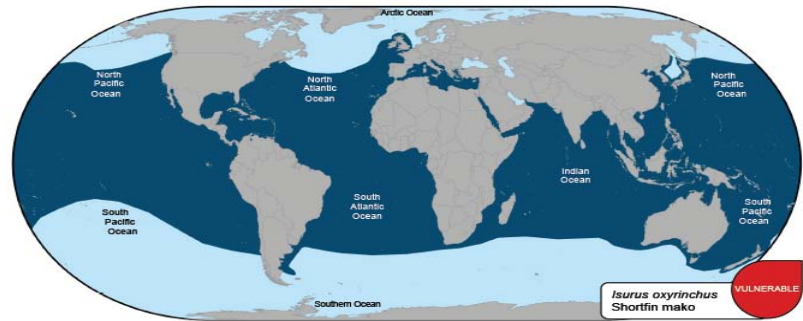 Arctic Ocean
North
Pacific
Ocean
North
Atlantic
Ocean
North
Pacific
Ocean
Indian
Ocean
South
Pacific
Ocean
South
Atlantic
Ocean
South
Pacific
Ocean
Southern Ocean
Isurus oxyrinchus
Shortfin mako
VULNERABLE